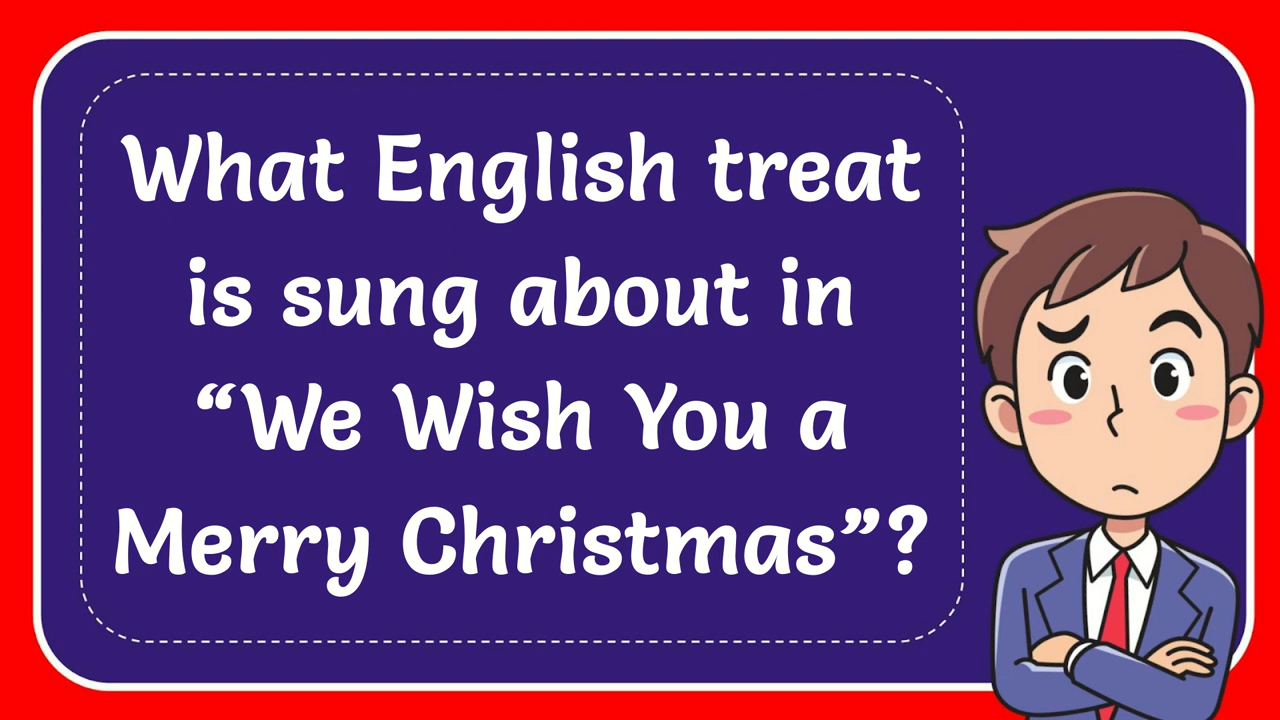 What English treat
is sung about in
“We Wish You a
Merry Christmas”?